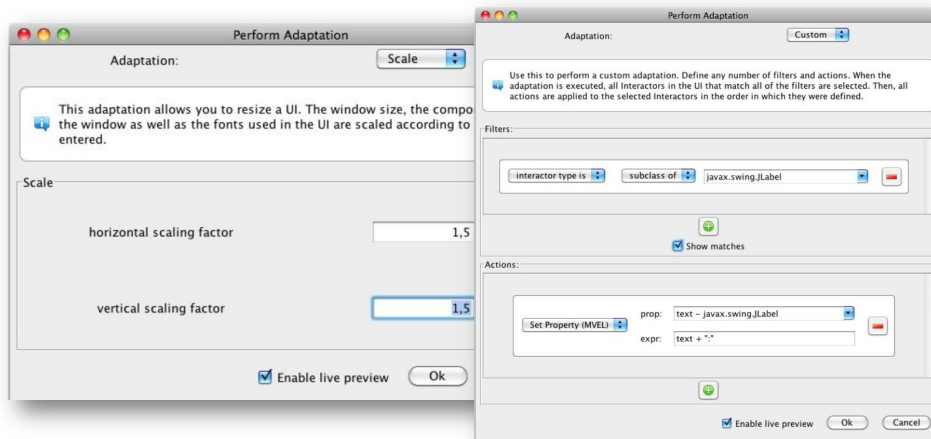 Perform Adaptation
Adaptation:
Scale
This adaptation allows you to resize a UI. The window size, the compo
the window as well as the fonts used in the UI are scaled according to
entered.
Scale
horizontal scaling factor
1,5
vertical scaling factor
1,5
Enable live preview
Ok
Perform Adaptation
Adaptation:
Custom
Use this to perform a custom adaptation. Define any number of filters and actions. When the
adaptation is executed, all Interactors in the UI that match all of the filters are selected. Then, all
actions are applied to the selected Interactors in the order in which they were defined.
Filters:
interactor type is
subclass of
javax.swing.JLabel
Show matches
Actions:
Set Property (MVEL)
prop:
text - javax.swing.JLabel
expr:
text + ":"
Enable live preview
Ok
Cancel